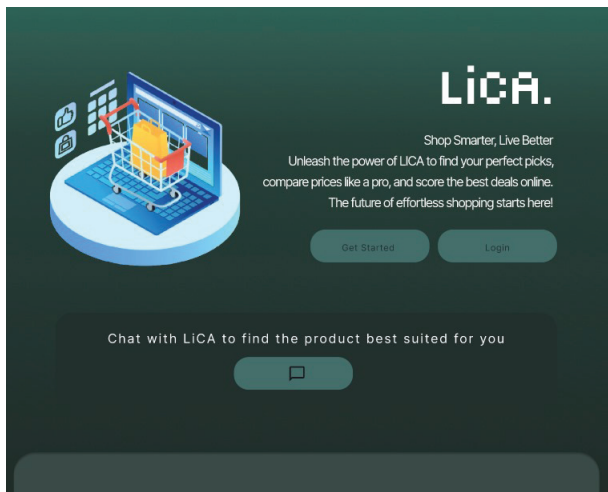 LiCA.
Shop Smarter, Live Better
Unleash the power of LICA to find your perfect picks,
compare prices like a pro, and score the best deals online.
The future of effortless shopping starts here!
Get Started
Login
Chat with LiCA to find the product best suited for you